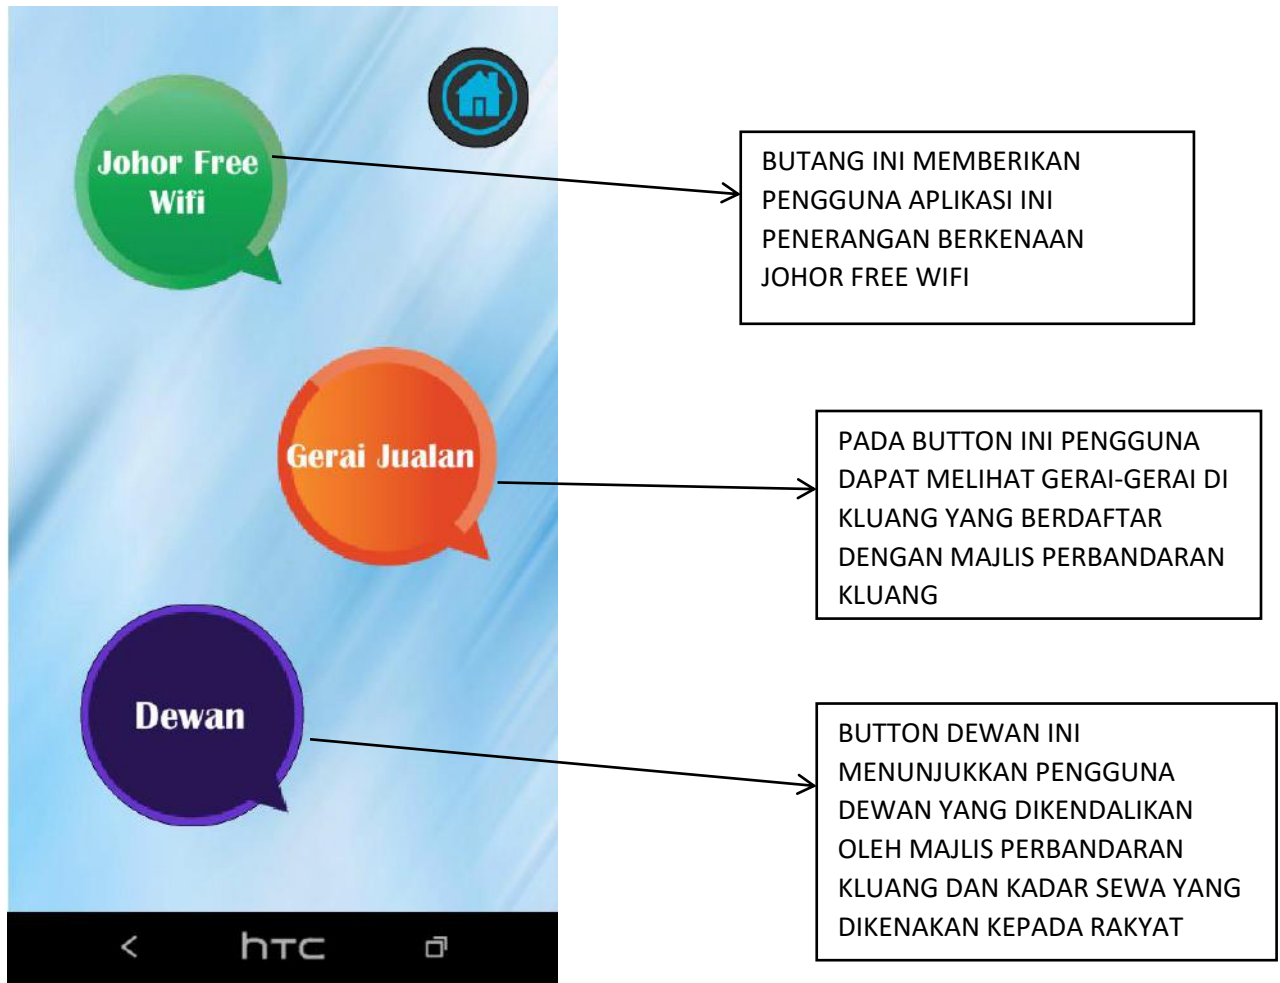 Johor Free
Wifi
BUTANG INI MEMBERIKAN
PENGGUNA APLIKASI INI
PENERANGAN BERKENAAN
JOHOR FREE WIFI
Gerai Jualan
PADA BUTTON INI PENGGUNA
DAPAT MELIHAT GERAI-GERAI DI
KLUANG YANG BERDAFTAR
DENGAN MAJLIS PERBANDARAN
KLUANG
Dewan
BUTTON DEWAN INI
MENUNJUKKAN PENGGUNA
DEWAN YANG DIKENDALIKAN
OLEH MAJLIS PERBANDARAN
KLUANG DAN KADAR SEWA YANG
DIKENAKAN KEPADA RAKYAT
hTC